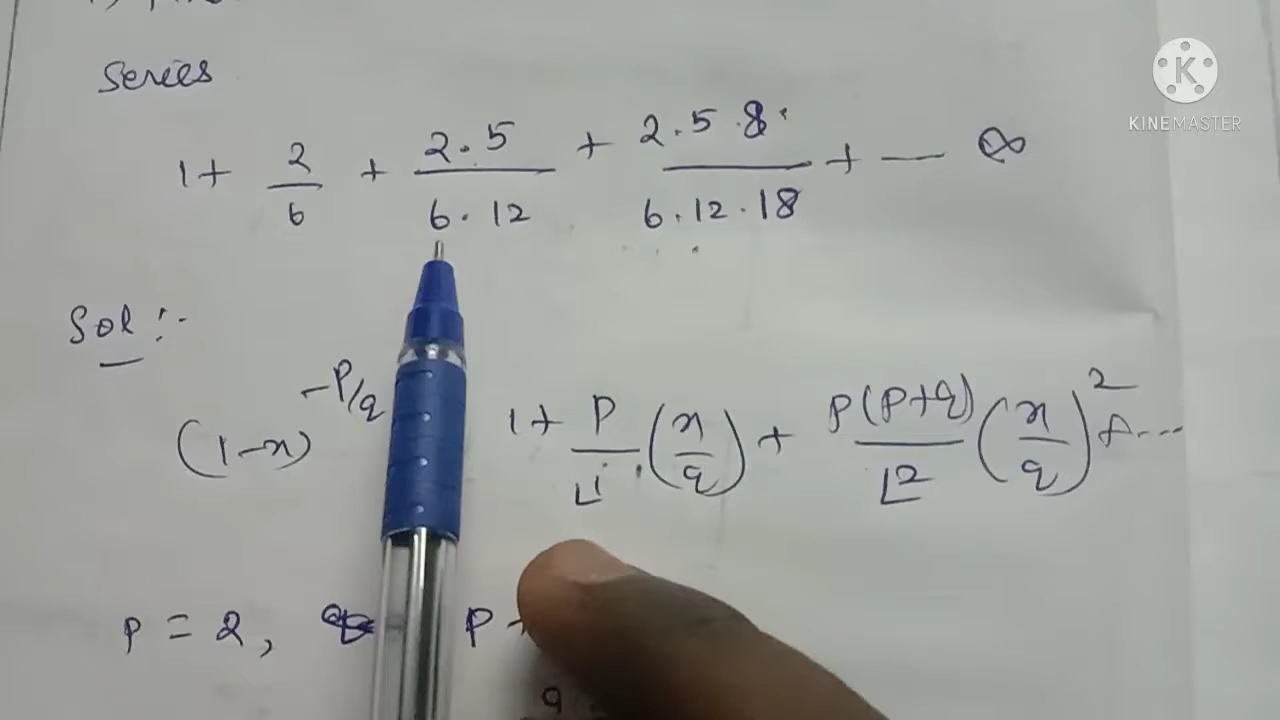 Series
1 + 2/6 + 2.5/6.12 + 2.5.8/6.12.18 + — ∞
Sol :-
(1-x)^-P/q 1 + P/∟1 (x/q) + P(P+q)/∟2 (x/q)^2 + ...
P = 2, P
K
KINEMASTER